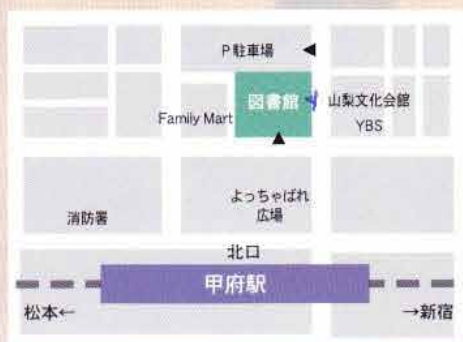 P 駐車場
図書館
山梨文化会館
YBS
Family Mart
よっちゃばれ
広場
消防署
北口
甲府駅
松本←
→新宿